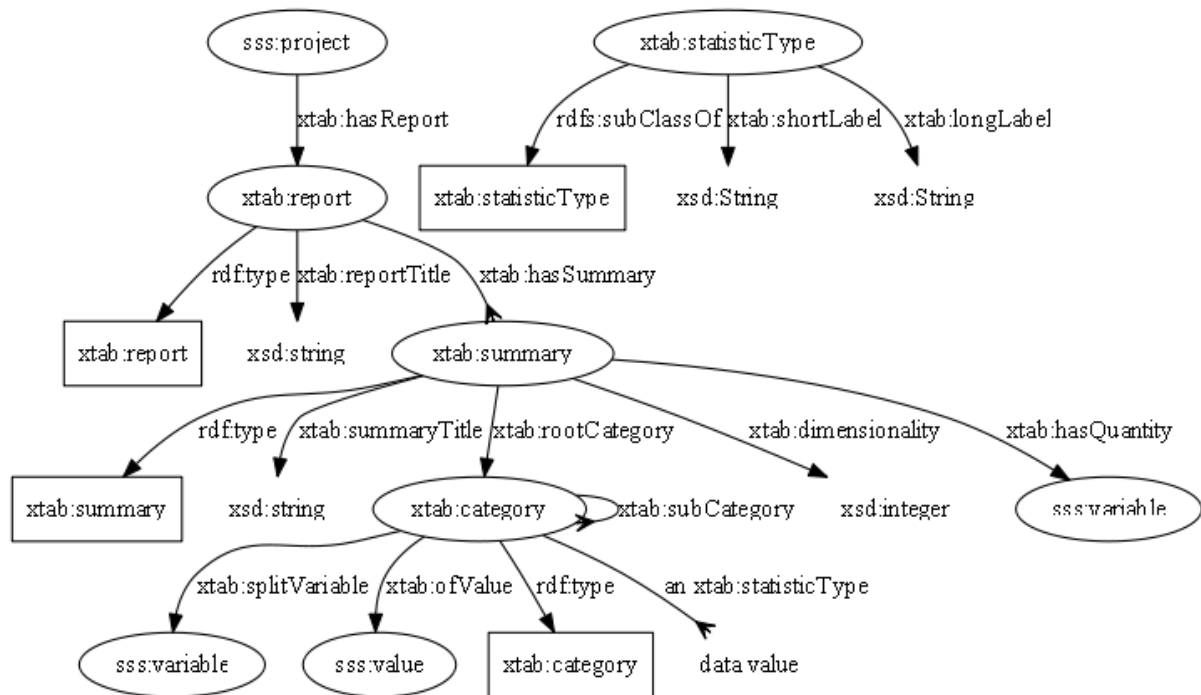 sss:project
xtab:statisticType
xtab:hasReport
rdfs:subClassOf
xtab:shortLabel
xtab:longLabel
xtab:report
xtab:statisticType
xsd:String
xsd:String
rdf:type
xtab:reportTitle
xtab:hasSummary
xtab:report
xsd:string
xtab:summary
rdf:type
xtab:summaryTitle
xtab:rootCategory
xtab:dimensionality
xtab:hasQuantity
xtab:summary
xsd:string
xtab:category
xtab:subCategory
xsd:integer
sss:variable
xtab:splitVariable
xtab:ofValue
rdf:type
an xtab:statisticType
sss:variable
sss:value
xtab:category
data value